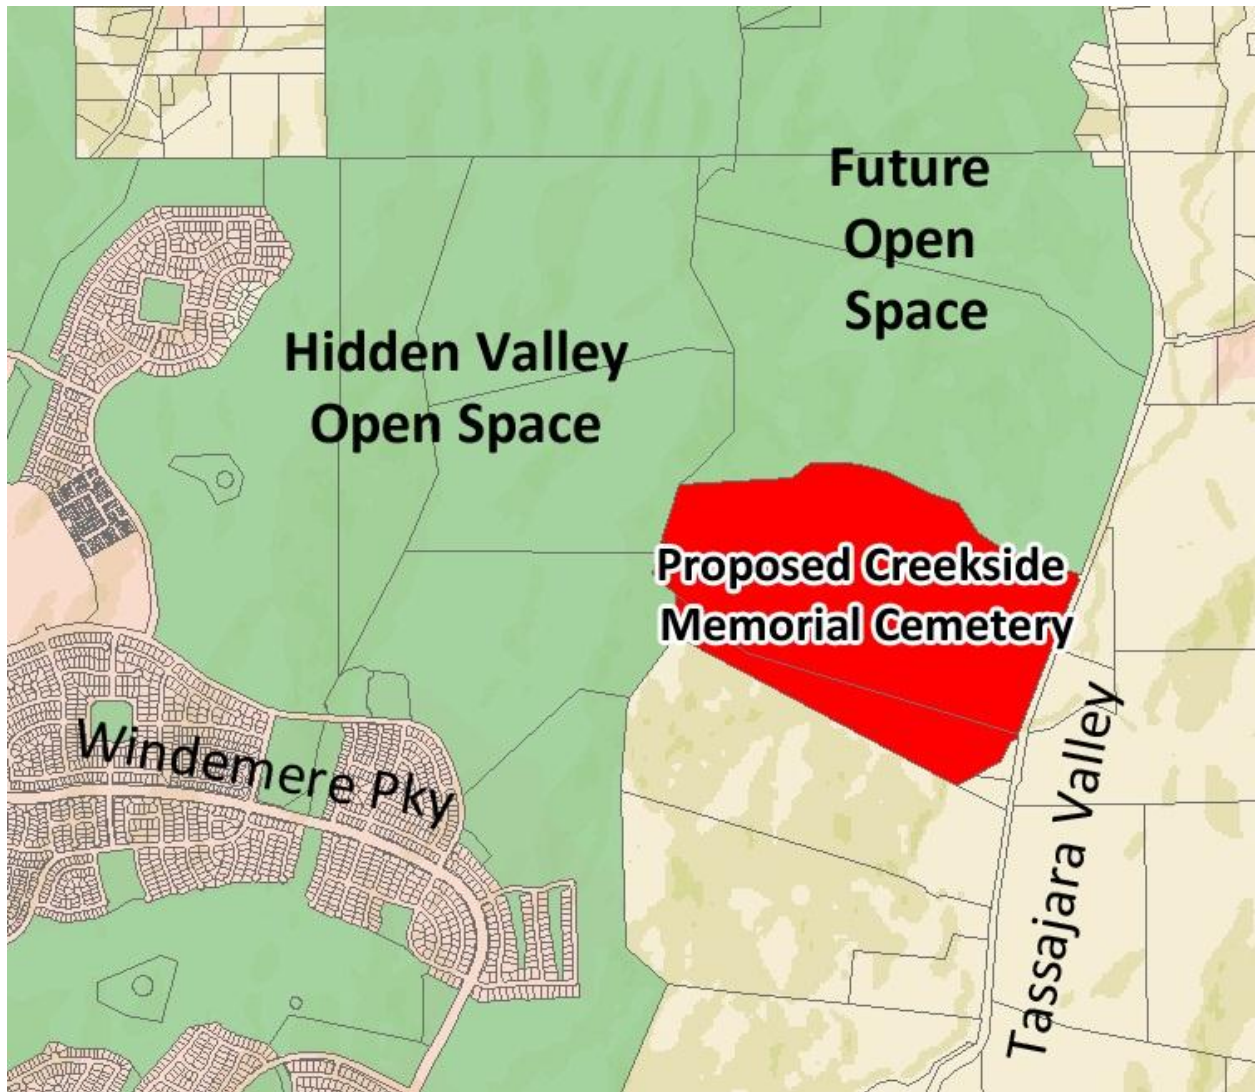 Future
Open
Space
Hidden Valley
Open Space
Proposed Creekside
Memorial Cemetery
Windemere Pky
Tassajara Valley